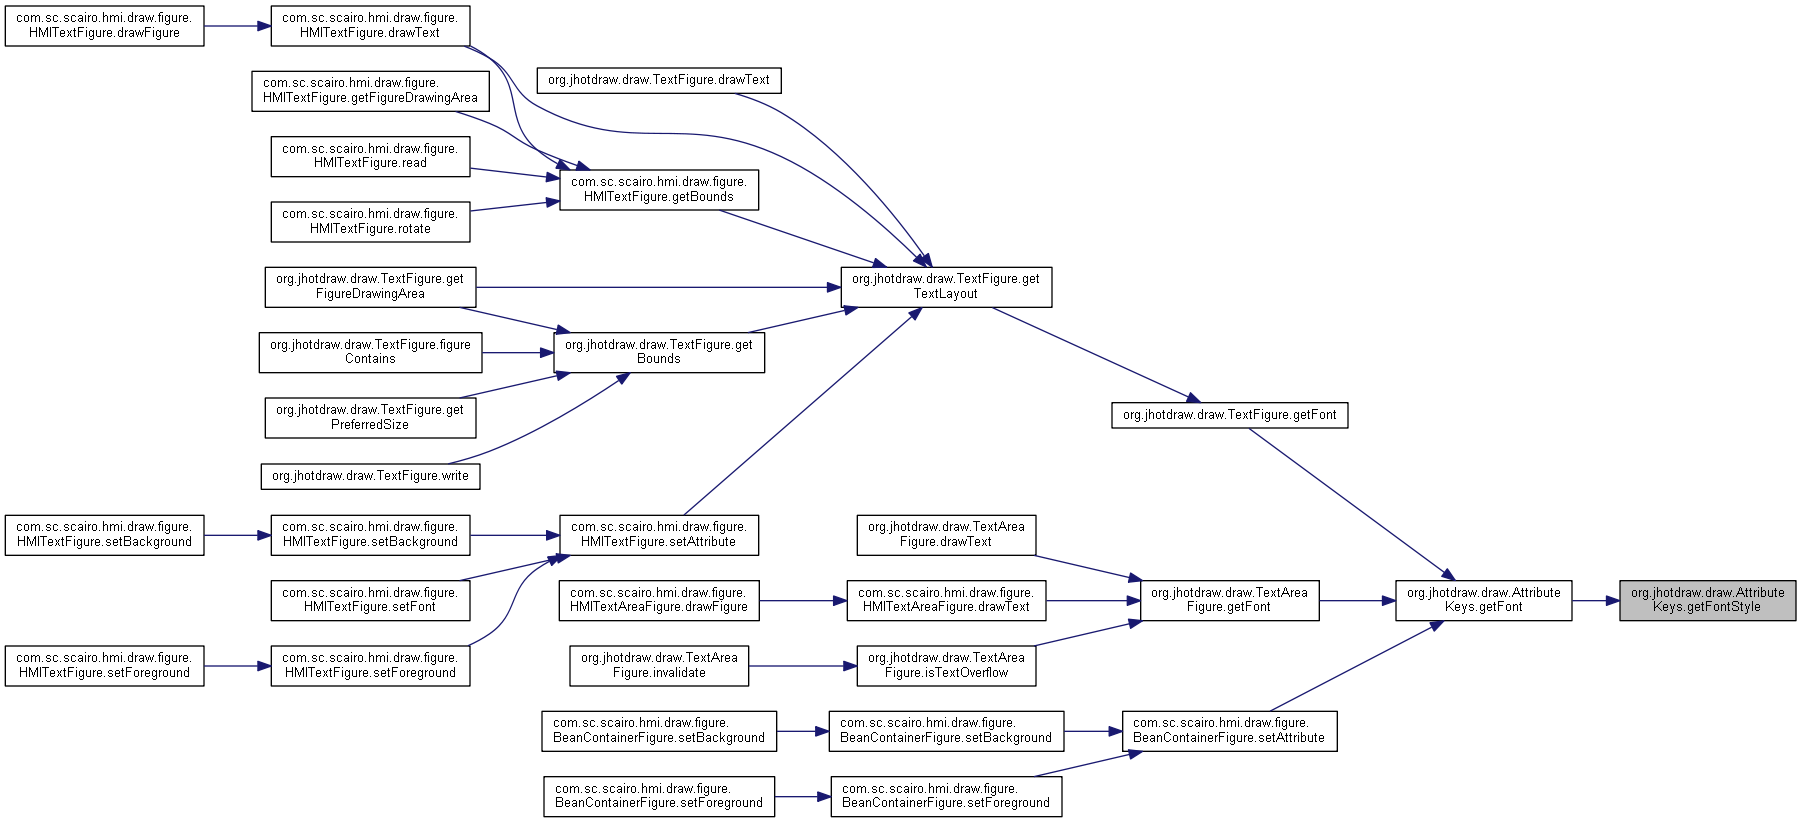 com.sc.scairo.hmi.draw.figure.
HMITextFigure.drawFigure
com.sc.scairo.hmi.draw.figure.
HMITextFigure.drawText
com.sc.scairo.hmi.draw.figure.
HMITextFigure.getFigureDrawingArea
org.jhotdraw.draw.TextFigure.drawText
com.sc.scairo.hmi.draw.figure.
HMITextFigure.read
com.sc.scairo.hmi.draw.figure.
HMITextFigure.getBounds
com.sc.scairo.hmi.draw.figure.
HMITextFigure.rotate
org.jhotdraw.draw.TextFigure.get
FigureDrawingArea
org.jhotdraw.draw.TextFigure.get
TextLayout
org.jhotdraw.draw.TextFigure.figure
Contains
org.jhotdraw.draw.TextFigure.get
Bounds
org.jhotdraw.draw.TextFigure.get
PreferredSize
org.jhotdraw.draw.TextFigure.getFont
org.jhotdraw.draw.TextFigure.write
com.sc.scairo.hmi.draw.figure.
HMITextFigure.setBackground
com.sc.scairo.hmi.draw.figure.
HMITextFigure.setBackground
com.sc.scairo.hmi.draw.figure.
HMITextFigure.setAttribute
org.jhotdraw.draw.TextArea
Figure.drawText
com.sc.scairo.hmi.draw.figure.
HMITextFigure.setFont
com.sc.scairo.hmi.draw.figure.
HMITextAreaFigure.drawFigure
com.sc.scairo.hmi.draw.figure.
HMITextAreaFigure.drawText
org.jhotdraw.draw.TextArea
Figure.getFont
org.jhotdraw.draw.Attribute
Keys.getFont
org.jhotdraw.draw.Attribute
Keys.getFontStyle
com.sc.scairo.hmi.draw.figure.
HMITextFigure.setForeground
com.sc.scairo.hmi.draw.figure.
HMITextFigure.setForeground
org.jhotdraw.draw.TextArea
Figure.invalidate
org.jhotdraw.draw.TextArea
Figure.isTextOverflow
com.sc.scairo.hmi.draw.figure.
BeanContainerFigure.setBackground
com.sc.scairo.hmi.draw.figure.
BeanContainerFigure.setBackground
com.sc.scairo.hmi.draw.figure.
BeanContainerFigure.setAttribute
com.sc.scairo.hmi.draw.figure.
BeanContainerFigure.setForeground
com.sc.scairo.hmi.draw.figure.
BeanContainerFigure.setForeground